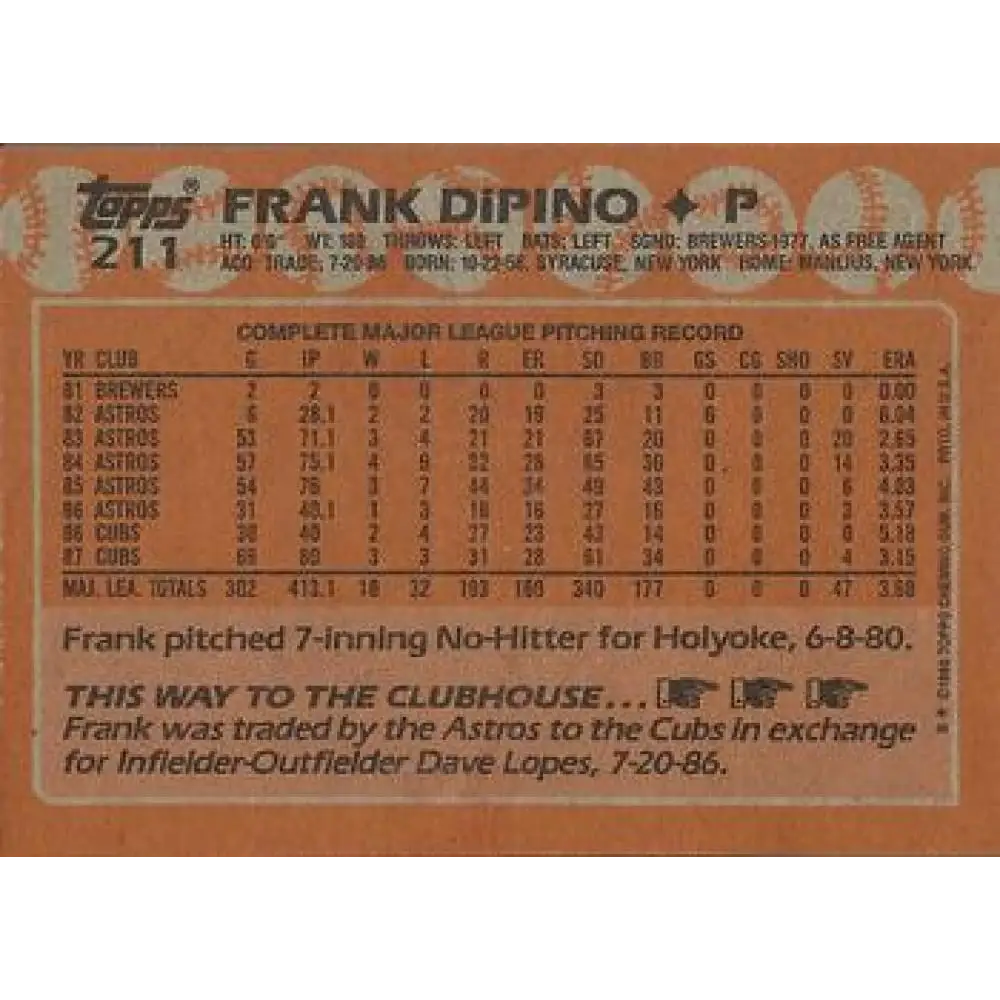 Topps® FRANK DiPINO ✦ P
211 HT: 6'0" WT: 180 THROWS: LEFT BATS: LEFT SGND: BREWERS 1977, AS FREE AGENT
ACQ: TRADE, 7-20-86 BORN: 10-22-56, SYRACUSE, NEW YORK HOME: MANLIUS, NEW YORK
COMPLETE MAJOR LEAGUE PITCHING RECORD
YR CLUB G IP W L R ER SO BB GS CG SHO SV ERA
81 BREWERS 2 2 0 0 0 0 3 3 0 0 0 0 0.00
82 ASTROS 6 28.1 2 2 20 19 25 11 6 0 0 0 6.04
83 ASTROS 53 71.1 3 4 21 21 67 20 0 0 0 20 2.65
84 ASTROS 57 75.1 4 9 32 28 65 30 0 0 0 14 3.35
85 ASTROS 54 76 3 7 44 34 49 43 0 0 0 6 4.03
86 ASTROS 31 40.1 1 3 18 16 27 16 0 0 0 3 3.57
86 CUBS 30 40 2 4 27 23 43 14 0 0 0 0 5.18
87 CUBS 69 80 3 3 31 28 61 34 0 0 0 4 3.15
MAJ. LEA. TOTALS 302 413.1 18 32 193 169 340 177 0 0 47 3.68
Frank pitched 7-inning No-Hitter for Holyoke, 6-8-80.
THIS WAY TO THE CLUBHOUSE...
Frank was traded by the Astros to the Cubs in exchange
for Infielder-Outfielder Dave Lopes, 7-20-86.
©1988 TOPPS CHEWING GUM, INC. PRTD. IN U.S.A.